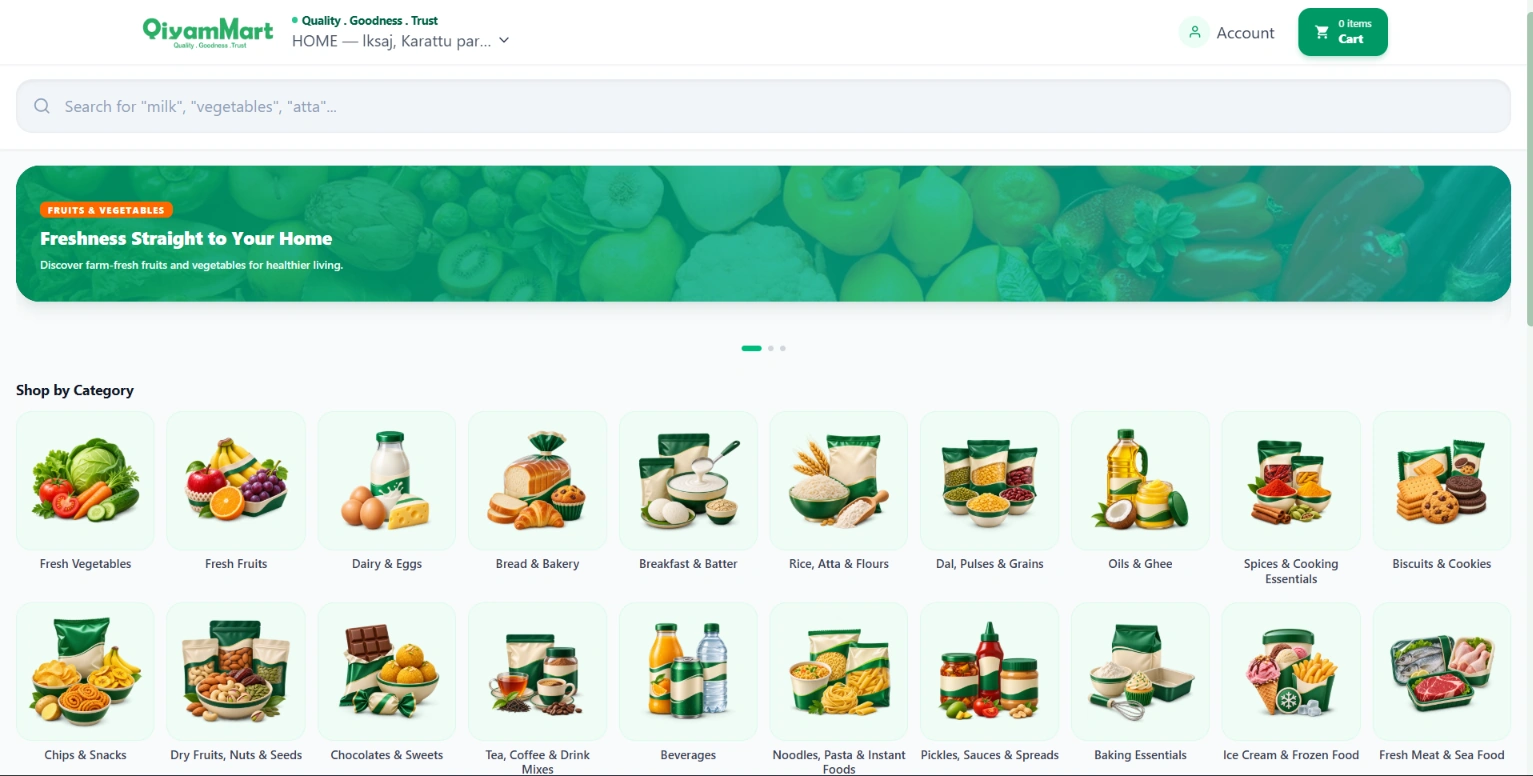 QiyamMart
Quality . Goodness .Trust
Quality . Goodness . Trust
HOME — Iksaj, Karattu par...
Account
0 items
Cart
Search for "milk", "vegetables", "atta"...
FRUITS & VEGETABLES
Freshness Straight to Your Home
Discover farm-fresh fruits and vegetables for healthier living.
Shop by Category
Fresh Vegetables
Fresh Fruits
Dairy & Eggs
Bread & Bakery
Breakfast & Batter
Rice, Atta & Flours
Dal, Pulses & Grains
Oils & Ghee
Spices & Cooking
Essentials
Biscuits & Cookies
Chips & Snacks
Dry Fruits, Nuts & Seeds
Chocolates & Sweets
Tea, Coffee & Drink
Mixes
Beverages
Noodles, Pasta & Instant
Foods
Pickles, Sauces & Spreads
Baking Essentials
Ice Cream & Frozen Food
Fresh Meat & Sea Food